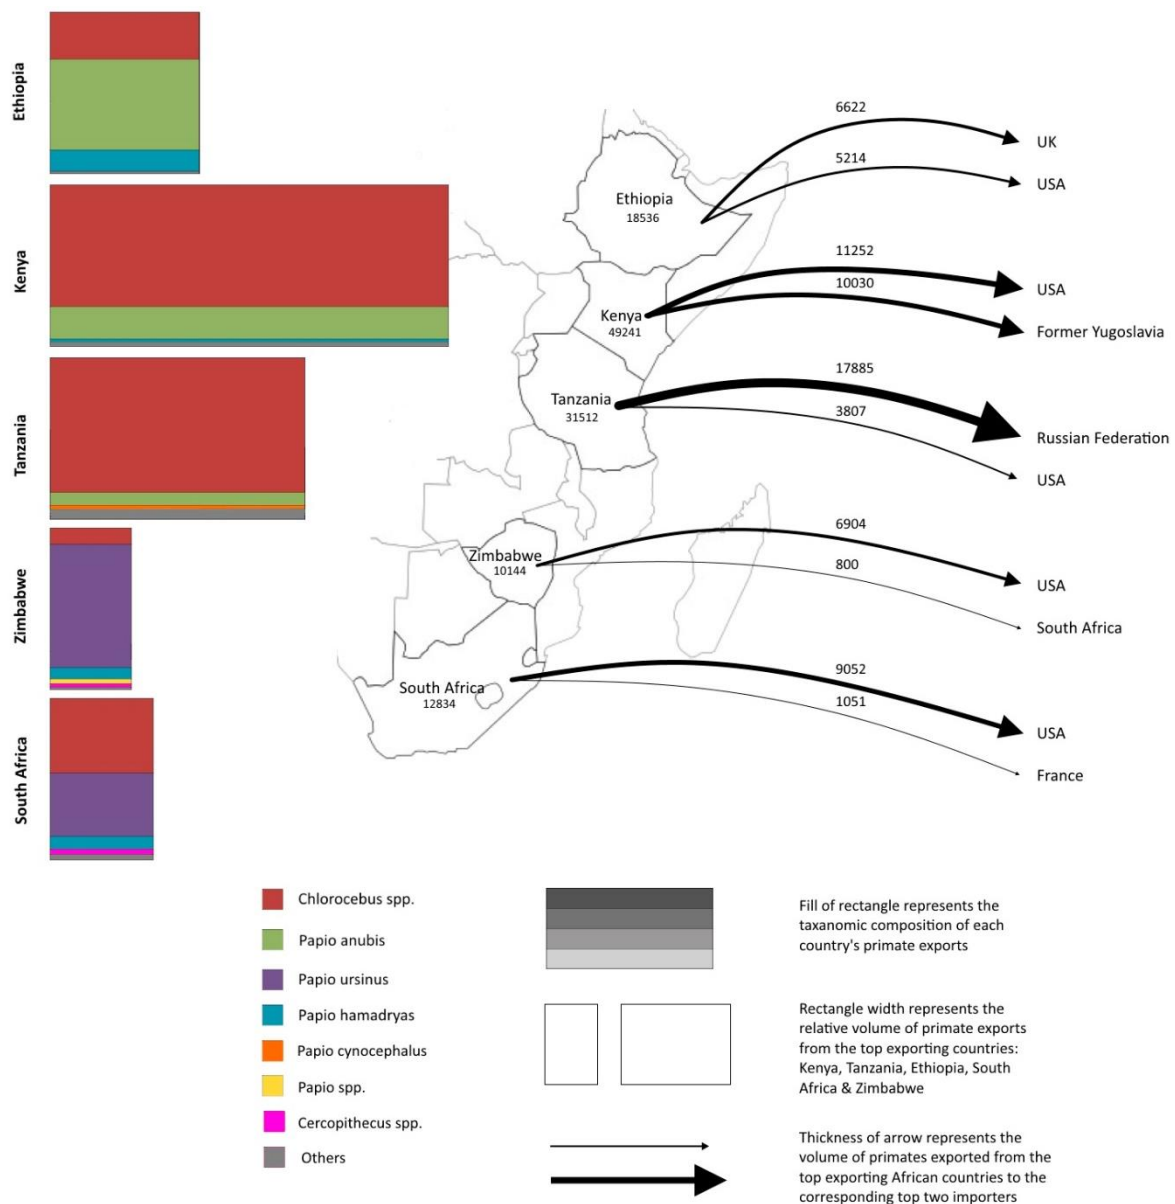 Ethiopia
Kenya
Tanzania
Zimbabwe
South Africa
Ethiopia
18536
Kenya
49241
Tanzania
31512
Zimbabwe
10144
South Africa
12834
6622
UK
5214
USA
11252
USA
10030
Former Yugoslavia
17885
Russian Federation
3807
USA
6904
USA
800
South Africa
9052
USA
1051
France
Chlorocebus spp.
Papio anubis
Papio ursinus
Papio hamadryas
Papio cynocephalus
Papio spp.
Cercopithecus spp.
Others
Fill of rectangle represents the
taxanomic composition of each
country's primate exports
Rectangle width represents the
relative volume of primate exports
from the top exporting countries:
Kenya, Tanzania, Ethiopia, South
Africa & Zimbabwe
Thickness of arrow represents the
volume of primates exported from the
top exporting African countries to the
corresponding top two importers